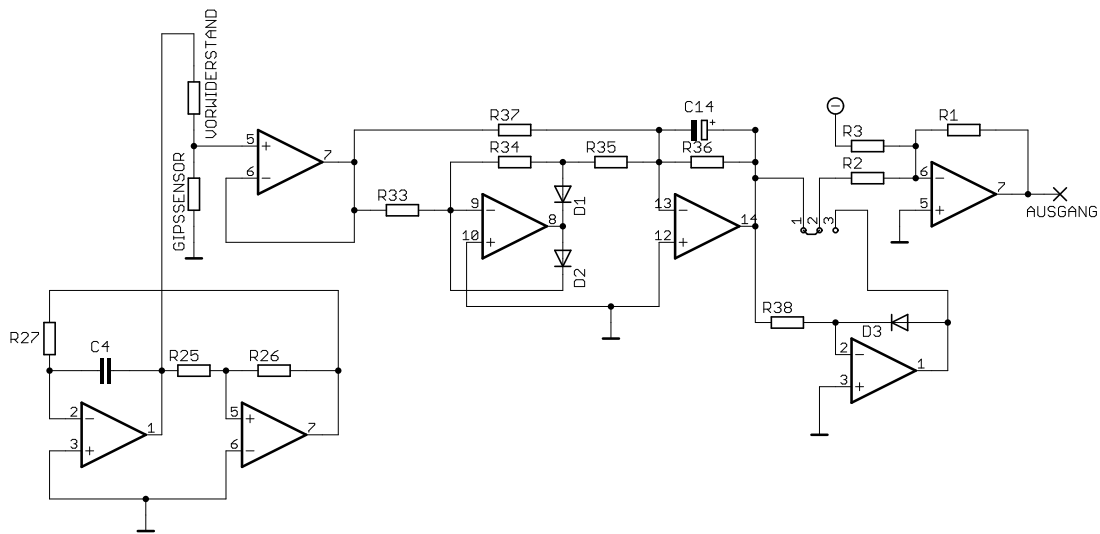 VORWIDERSTAND
GIPSSENSOR
5
+
6
−
7
R37
R34
R35
C14
+
R36
R33
9
−
10
+
8
D1
D2
13
−
12
+
14
1
2
3
−
R3
R2
R1
6
−
5
+
7
AUSGANG
R38
D3
2
−
3
+
1
R27
C4
R25
R26
2
−
3
+
1
5
+
6
−
7